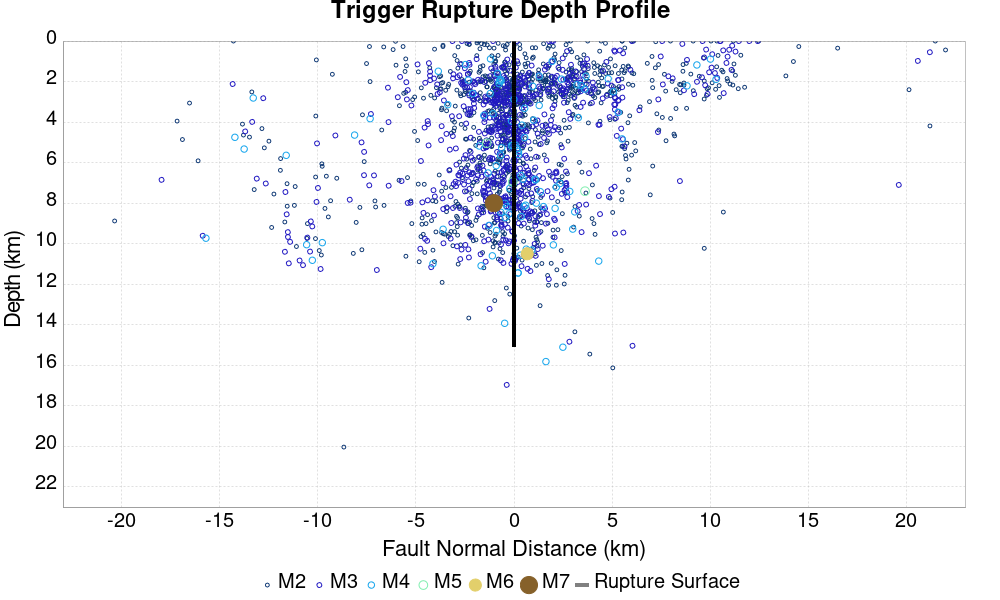 Trigger Rupture Depth Profile
0
2
4
6
8
10
12
14
16
18
20
22
Depth (km)
-20 -15 -10 -5 0 5 10 15 20
Fault Normal Distance (km)
M2 M3 M4 M5 M6 M7 Rupture Surface